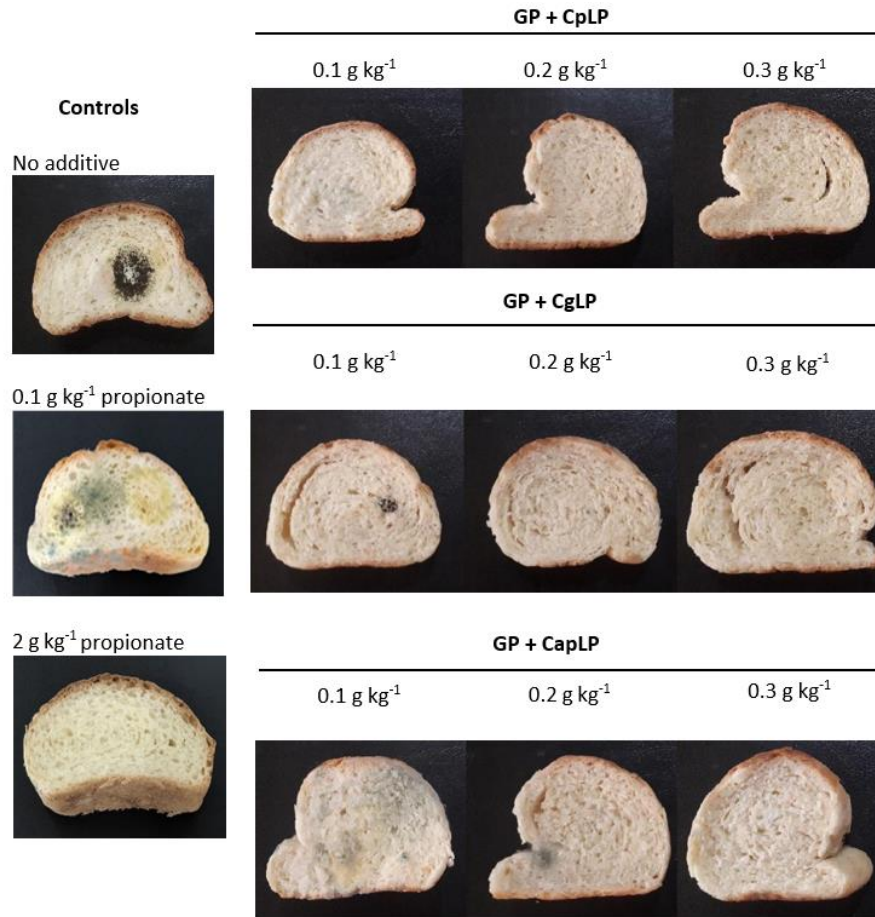 Controls
No additive
0.1 g kg⁻¹ propionate
2 g kg⁻¹ propionate
GP + CpLP
0.1 g kg⁻¹ 0.2 g kg⁻¹ 0.3 g kg⁻¹
GP + CgLP
0.1 g kg⁻¹ 0.2 g kg⁻¹ 0.3 g kg⁻¹
GP + CapLP
0.1 g kg⁻¹ 0.2 g kg⁻¹ 0.3 g kg⁻¹